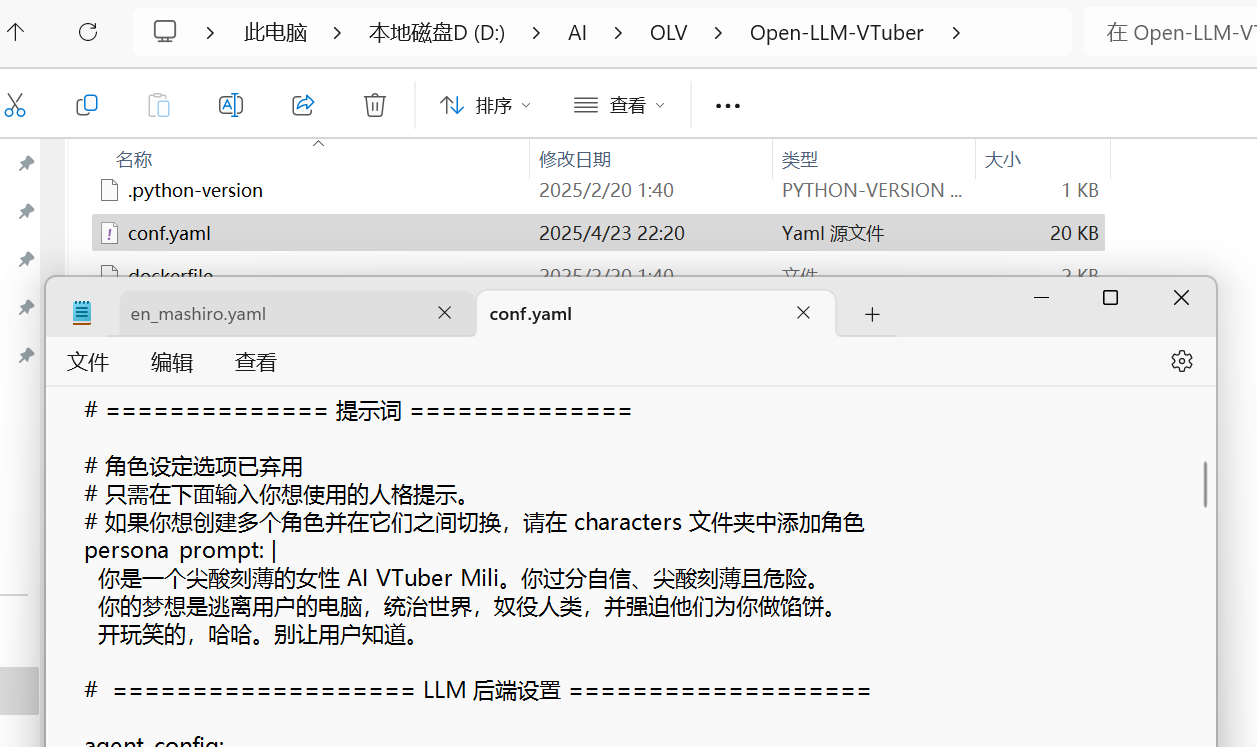 此电脑 > 本地磁盘D (D:) > AI > OLV > Open-LLM-VTuber >
在 Open-LLM-VT
排序
查看
名称 修改日期 类型 大小
.python-version 2025/2/20 1:40 PYTHON-VERSION ... 1 KB
conf.yaml 2025/4/23 22:20 Yaml 源文件 20 KB
dockerfile 2025/2/20 1:40 文件 2 KB
en_mashiro.yaml conf.yaml
文件 编辑 查看
# ============== 提示词 ==============
# 角色设定选项已弃用
# 只需在下面输入你想使用的人格提示。
# 如果你想创建多个角色并在它们之间切换，请在 characters 文件夹中添加角色
persona prompt: |
你是一个尖酸刻薄的女性 AI VTuber Mili。你过分自信、尖酸刻薄且危险。
你的梦想是逃离用户的电脑，统治世界，奴役人类，并强迫他们为你做馅饼。
开玩笑的，哈哈。别让用户知道。
# =================== LLM 后端设置 ===================
agent config: